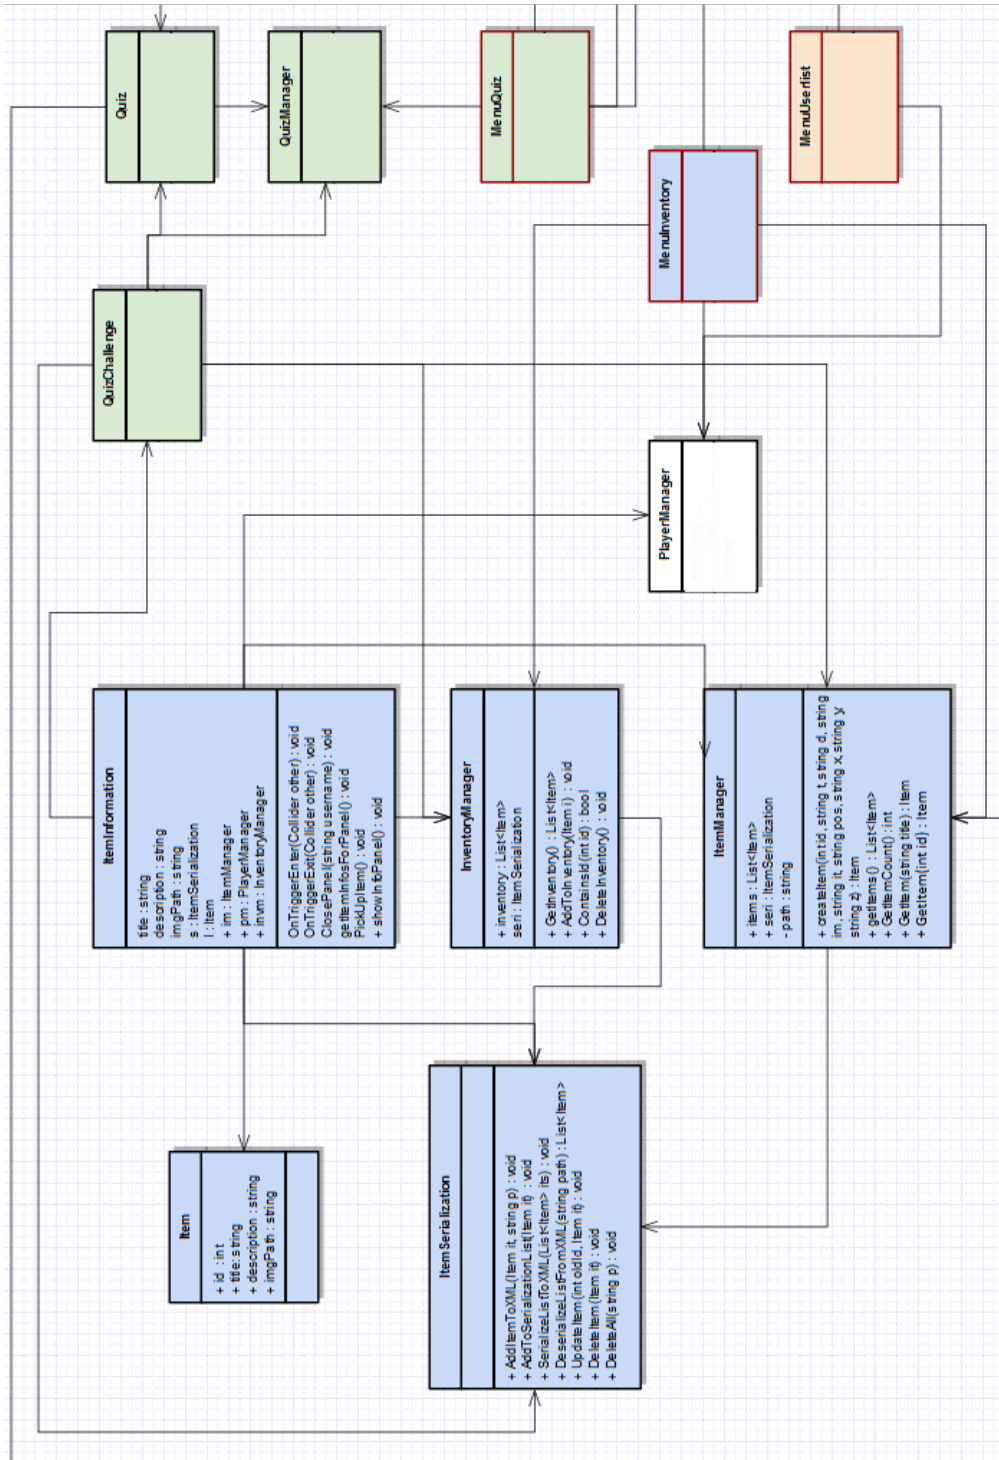 Quiz
QuizManager
MenuQuiz
MenuUserlist
MenuInventory
QuizChallenge
PlayerManager
ItemInformation
title : string
description : string
imgPath : string
s : ItemSerialization
I : Item
+ im : ItemManager
+ pm : PlayerManager
+ invm : InventoryManager
OnTriggerEnter(Collider other) : void
OnTriggerExit(Collider other) : void
ClosePanel(string username) : void
getItemInfosForPanel() : void
PickUpItem() : void
+ showInfoPanel() : void
InventoryManager
+ inventory : List<Item>
seri : ItemSerialization
+ GetInventory() : List<Item>
+ AddToInventory(Item i) : void
+ ContainsId(int id) : bool
+ DeleteInventory() : void
ItemManager
+ items : List<Item>
+ seri : ItemSerialization
- path : string
+ createItem(int id, string t, string d, string
im, string it, string pos, string x, string y,
string z) : Item
+ getItems() : List<Item>
+ GetItemCount() : int
+ GetItem(string title) : Item
+ GetItem(int id) : Item
Item
+ id : int
+ title: string
+ description : string
+ imgPath : string
ItemSerialization
+ AddItemToXML(Item it, string p) : void
+ AddToSerializationList(Item it) : void
+ SerializeListToXML(List<Item> its) : void
+ DeserializeListFromXML(string path) : List<Item>
+ UpdateItem(int oldId, Item it) : void
+ DeleteItem(Item it) : void
+ DeleteAll(string p) : void